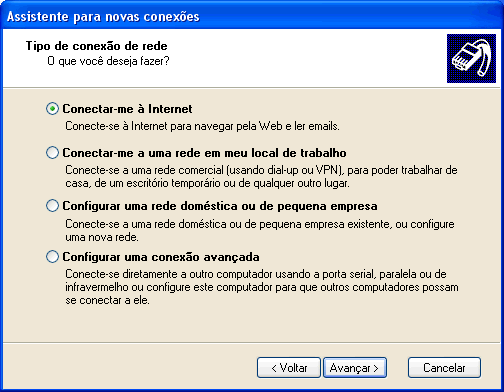 Assistente para novas conexões
Tipo de conexão de rede
O que você deseja fazer?
Conectar-me à Internet
Conecte-se à Internet para navegar pela Web e ler emails.
Conectar-me a uma rede em meu local de trabalho
Conecte-se a uma rede comercial (usando dial-up ou VPN), para poder trabalhar de
casa, de um escritório temporário ou de qualquer outro lugar.
Configurar uma rede doméstica ou de pequena empresa
Conecte-se a uma rede doméstica ou de pequena empresa existente, ou configure
uma nova rede.
Configurar uma conexão avançada
Conecte-se diretamente a outro computador usando a porta serial, paralela ou de
infravermelho ou configure este computador para que outros computadores possam
se conectar a ele.
< Voltar Avançar > Cancelar